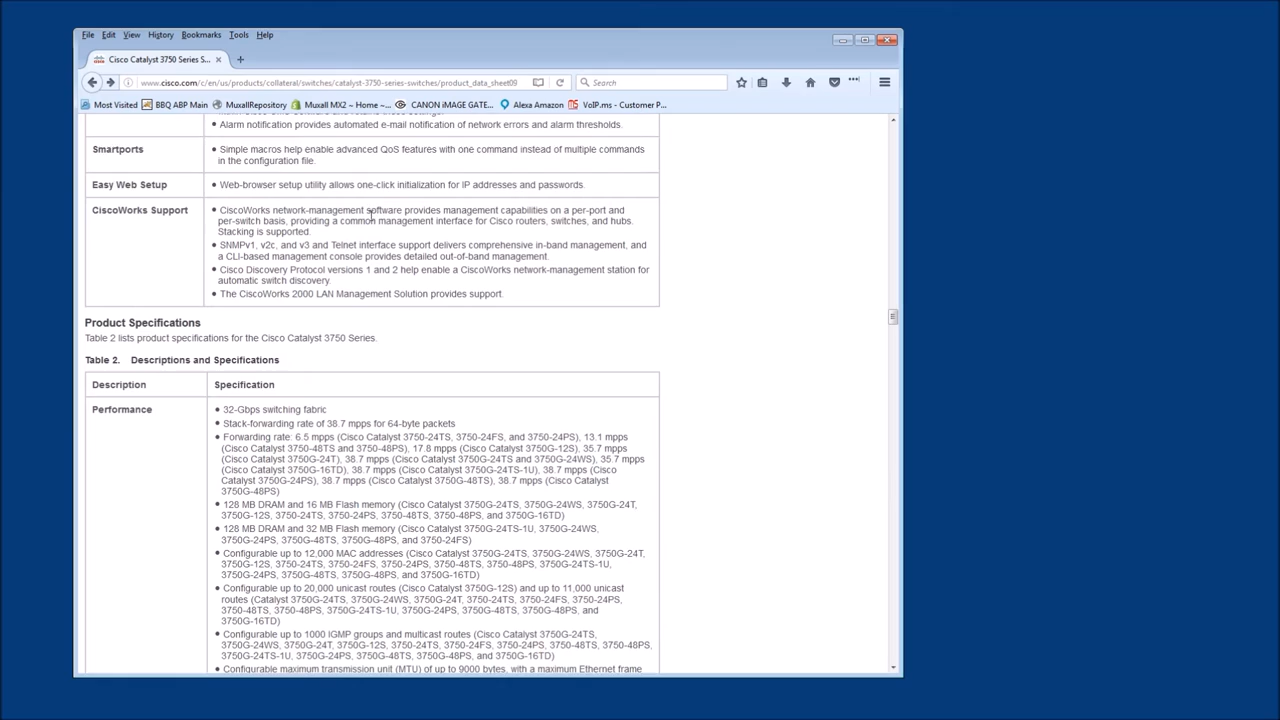 File Edit View History Bookmarks Tools Help
Cisco Catalyst 3750 Series S...
www.cisco.com/c/en/us/products/collateral/switches/catalyst-3750-series-switches/product_data_sheet09
Search
Most Visited BBQ ABP Main MuxallRepository Muxall MX2 ~ Home ~... CANON iMAGE GATE... Alexa Amazon VoIP.ms - Customer P...
• Alarm notification provides automated e-mail notification of network errors and alarm thresholds.
Smartports
• Simple macros help enable advanced QoS features with one command instead of multiple commands
in the configuration file.
Easy Web Setup
• Web-browser setup utility allows one-click initialization for IP addresses and passwords.
CiscoWorks Support
• CiscoWorks network-management software provides management capabilities on a per-port and
per-switch basis, providing a common management interface for Cisco routers, switches, and hubs.
Stacking is supported.
• SNMPv1, v2c, and v3 and Telnet interface support delivers comprehensive in-band management, and
a CLI-based management console provides detailed out-of-band management.
• Cisco Discovery Protocol versions 1 and 2 help enable a CiscoWorks network-management station for
automatic switch discovery.
• The CiscoWorks 2000 LAN Management Solution provides support.
Product Specifications
Table 2 lists product specifications for the Cisco Catalyst 3750 Series.
Table 2. Descriptions and Specifications
Description Specification
Performance
• 32-Gbps switching fabric
• Stack-forwarding rate of 38.7 mpps for 64-byte packets
• Forwarding rate: 6.5 mpps (Cisco Catalyst 3750-24TS, 3750-24FS, and 3750-24PS), 13.1 mpps
(Cisco Catalyst 3750-48TS and 3750-48PS), 17.8 mpps (Cisco Catalyst 3750G-12S), 35.7 mpps
(Cisco Catalyst 3750G-24T), 38.7 mpps (Cisco Catalyst 3750G-24TS and 3750G-24WS), 35.7 mpps
(Cisco Catalyst 3750G-16TD), 38.7 mpps (Cisco Catalyst 3750G-24TS-1U), 38.7 mpps (Cisco
Catalyst 3750G-24PS), 38.7 mpps (Cisco Catalyst 3750G-48TS), 38.7 mpps (Cisco Catalyst
3750G-48PS)
• 128 MB DRAM and 16 MB Flash memory (Cisco Catalyst 3750G-24TS, 3750G-24WS, 3750G-24T,
3750G-12S, 3750-24TS, 3750-24PS, 3750-48TS, 3750-48PS, and 3750G-16TD)
• 128 MB DRAM and 32 MB Flash memory (Cisco Catalyst 3750G-24TS-1U, 3750G-24WS,
3750G-24PS, 3750G-48TS, 3750G-48PS, and 3750-24FS)
• Configurable up to 12,000 MAC addresses (Cisco Catalyst 3750G-24TS, 3750G-24WS, 3750G-24T,
3750G-12S, 3750-24TS, 3750-24FS, 3750-24PS, 3750-48TS, 3750-48PS, 3750G-24TS-1U,
3750G-24PS, 3750G-48TS, 3750G-48PS, and 3750G-16TD)
• Configurable up to 20,000 unicast routes (Cisco Catalyst 3750G-12S) and up to 11,000 unicast
routes (Catalyst 3750G-24TS, 3750G-24WS, 3750G-24T, 3750-24TS, 3750-24FS, 3750-24PS,
3750-48TS, 3750-48PS, 3750G-24TS-1U, 3750G-24PS, 3750G-48TS, 3750G-48PS, and
3750G-16TD)
• Configurable up to 1000 IGMP groups and multicast routes (Cisco Catalyst 3750G-24TS,
3750G-24WS, 3750G-24T, 3750G-12S, 3750-24TS, 3750-24FS, 3750-24PS, 3750-48TS, 3750-48PS,
3750G-24TS-1U, 3750G-24PS, 3750G-48TS, 3750G-48PS, and 3750G-16TD)
• Configurable maximum transmission unit (MTU) of up to 9000 bytes, with a maximum Ethernet frame